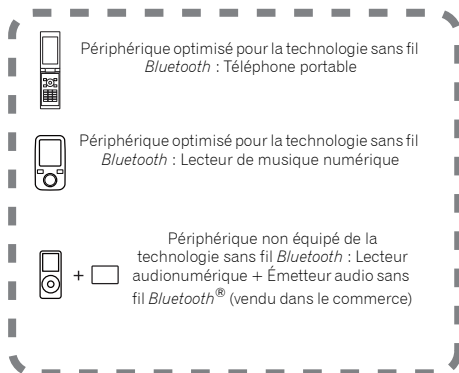 Périphérique optimisé pour la technologie sans fil
Bluetooth : Téléphone portable
Périphérique optimisé pour la technologie sans fil
Bluetooth : Lecteur de musique numérique
Périphérique non équipé de la
technologie sans fil Bluetooth : Lecteur
+ audionumérique + Émetteur audio sans
fil Bluetooth® (vendu dans le commerce)